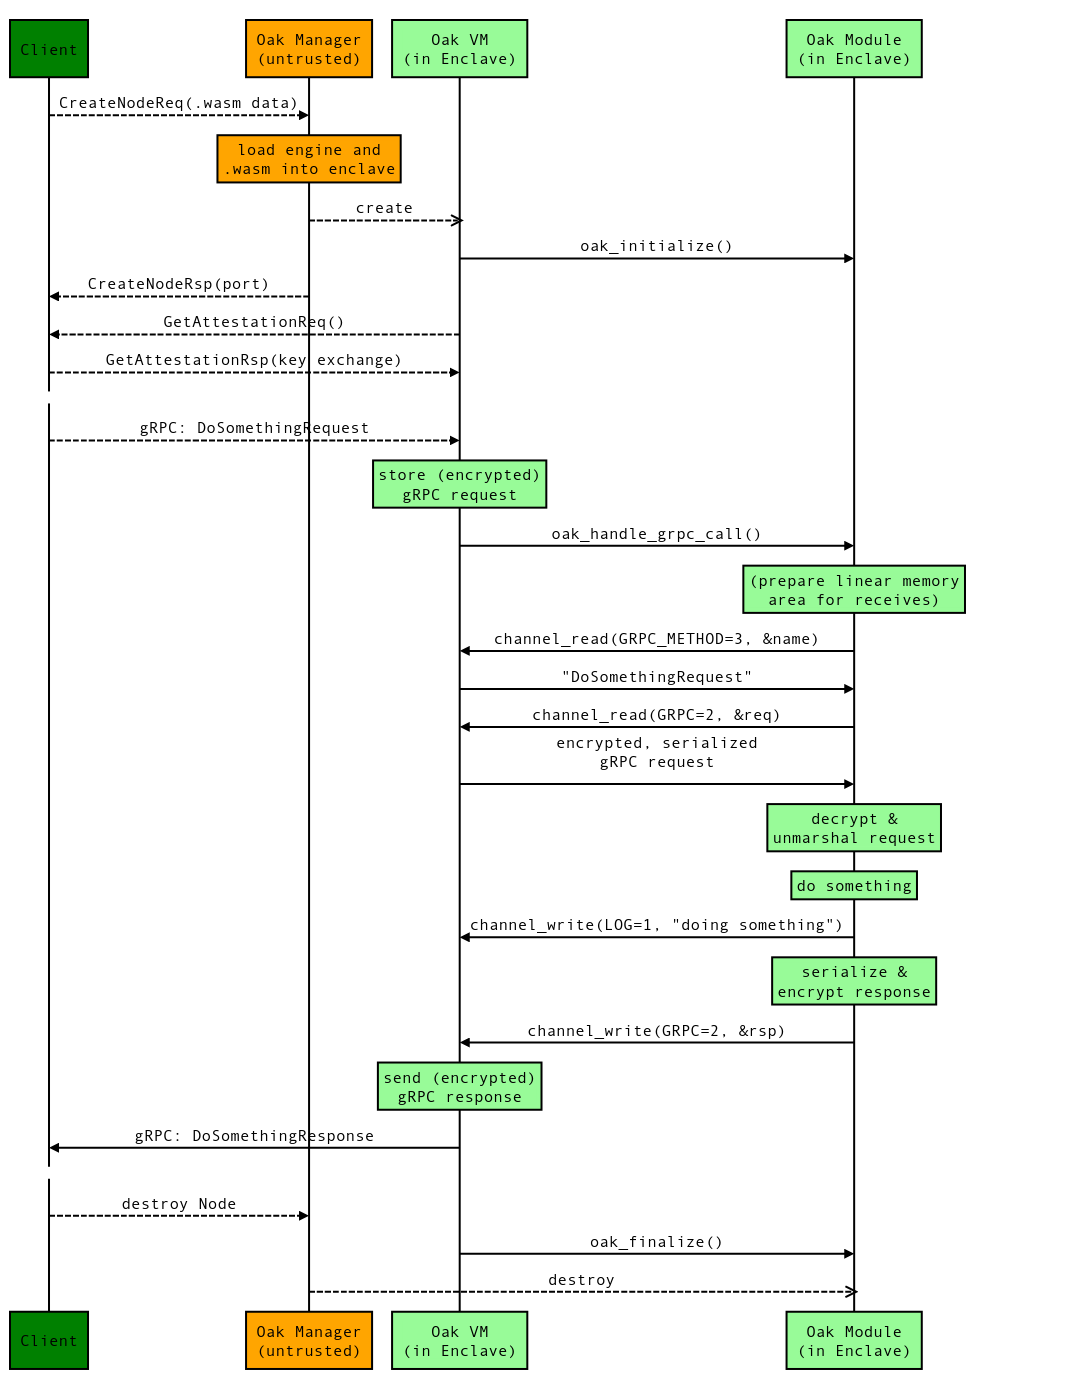 Client
Oak Manager
(untrusted)
Oak VM
(in Enclave)
Oak Module
(in Enclave)
CreateNodeReq(.wasm data)
load engine and
.wasm into enclave
create
oak_initialize()
CreateNodeRsp(port)
GetAttestationReq()
GetAttestationRsp(key exchange)
gRPC: DoSomethingRequest
store (encrypted)
gRPC request
oak_handle_grpc_call()
(prepare linear memory
area for receives)
channel_read(GRPC_METHOD=3, &name)
"DoSomethingRequest"
channel_read(GRPC=2, &req)
encrypted, serialized
gRPC request
decrypt &
unmarshal request
do something
channel_write(LOG=1, "doing something")
serialize &
encrypt response
channel_write(GRPC=2, &rsp)
send (encrypted)
gRPC response
gRPC: DoSomethingResponse
destroy Node
oak_finalize()
destroy
Client
Oak Manager
(untrusted)
Oak VM
(in Enclave)
Oak Module
(in Enclave)